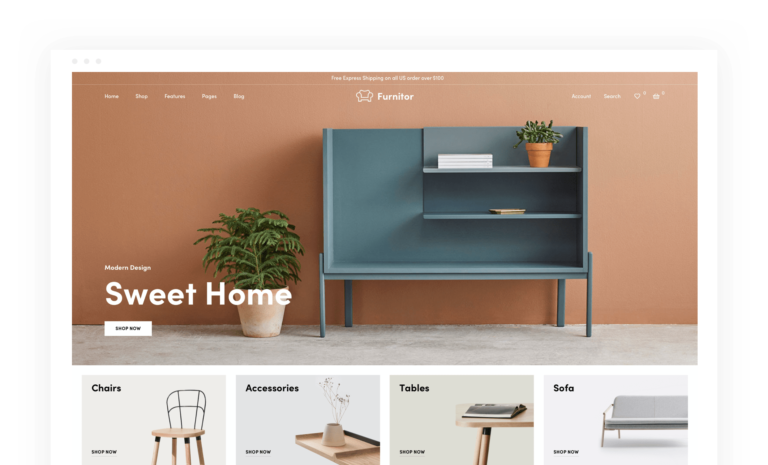 Free Express Shipping on all US order over $100
Home Shop Features Pages Blog
Furnitor
Account Search 0 0
Modern Design
Sweet Home
SHOP NOW
Chairs
SHOP NOW
Accessories
SHOP NOW
Tables
SHOP NOW
Sofa
SHOP NOW